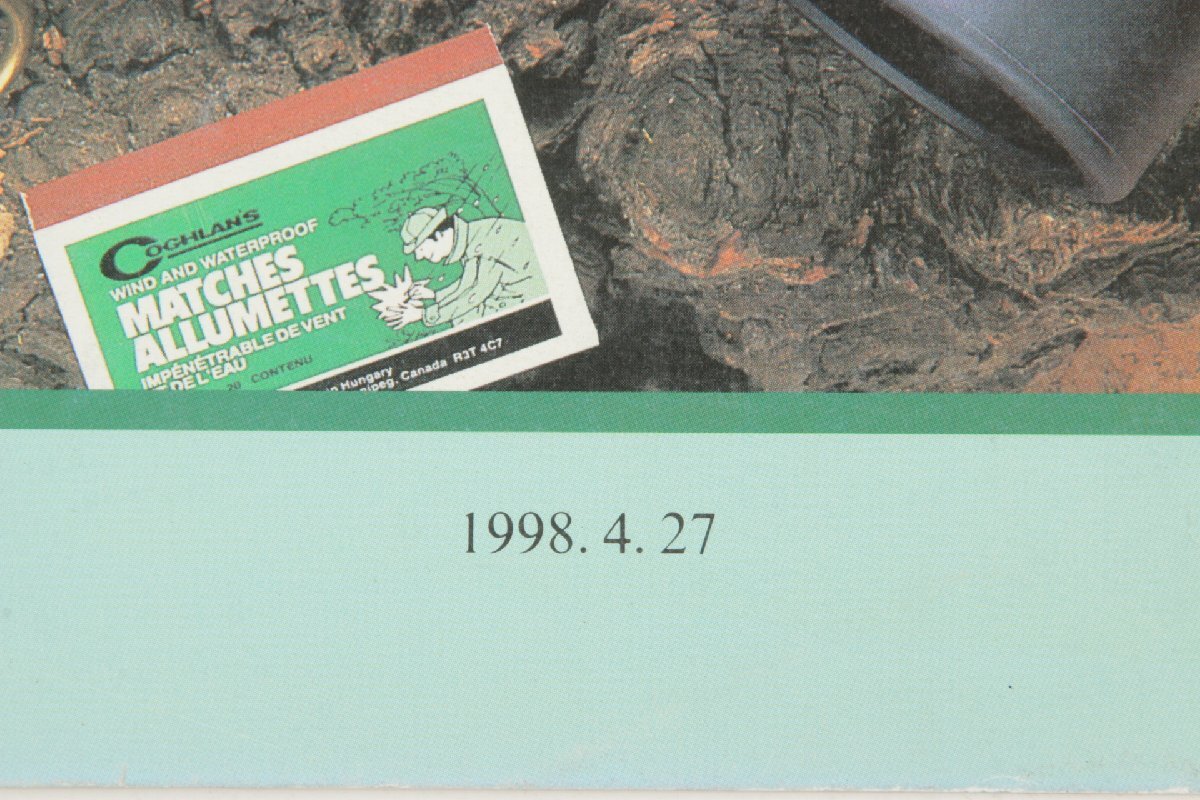 COGHLAN'S
WIND AND WATERPROOF
MATCHES
ALLUMETTES
IMPÉNÉTRABLE DE VENT
DE L'EAU
20 CONTENU
Hungary
Canada R3T 4C7
1998. 4. 27